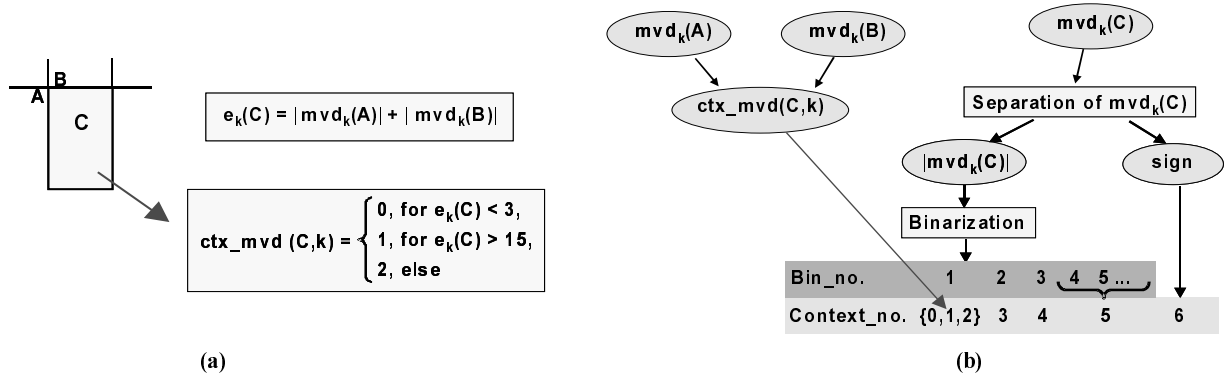 B
A
C
e_k(C) = |mvd_k(A)| + | mvd_k(B)|
ctx_mvd (C,k) =
0, for e_k(C) < 3,
1, for e_k(C) > 15,
2, else
(a)
mvd_k(A)
mvd_k(B)
mvd_k(C)
ctx_mvd(C,k)
Separation of mvd_k(C)
|mvd_k(C)|
sign
Binarization
Bin_no. 1 2 3 4 5 ...
Context_no. {0,1,2} 3 4 5 6
(b)